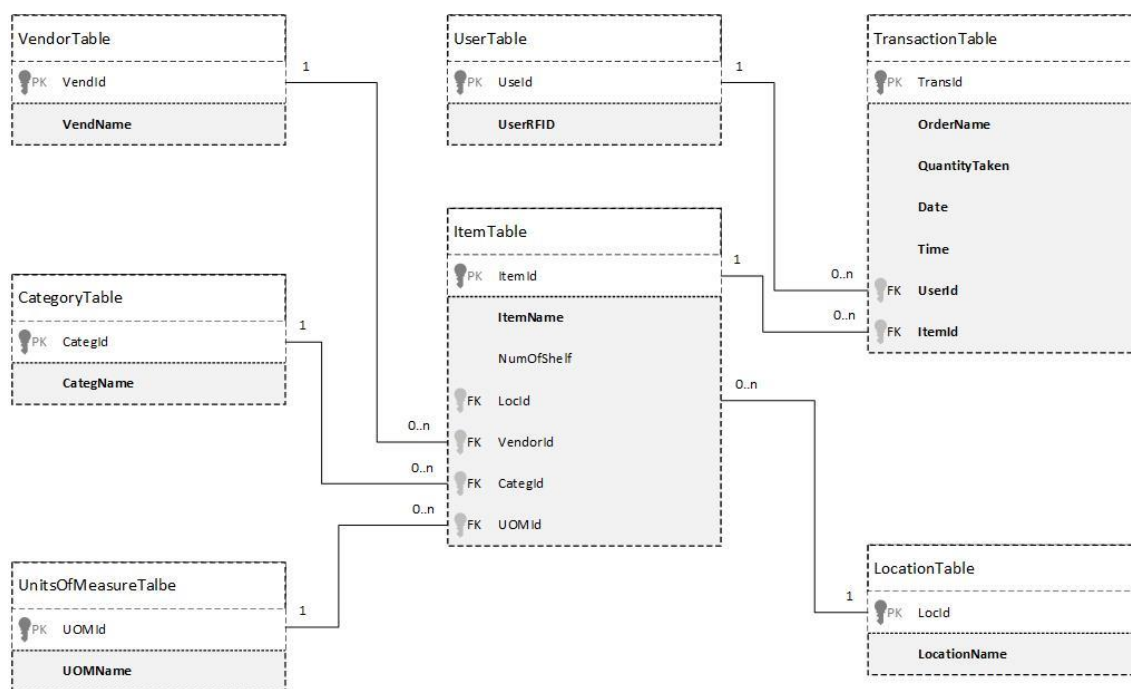 VendorTable
PK VendId
VendName
1
UserTable
PK UseId
UserRFID
1
TransactionTable
PK TransId
OrderName
QuantityTaken
Date
Time
0..n
FK UserId
0..n
FK ItemId
ItemTable
PK ItemId
1
ItemName
NumOfShelf
FK LocId
0..n
0..n
FK VendorId
0..n
FK CategId
0..n
FK UOMId
CategoryTable
PK CategId
1
CategName
UnitsOfMeasureTalbe
PK UOMId
1
UOMName
LocationTable
1
PK LocId
LocationName